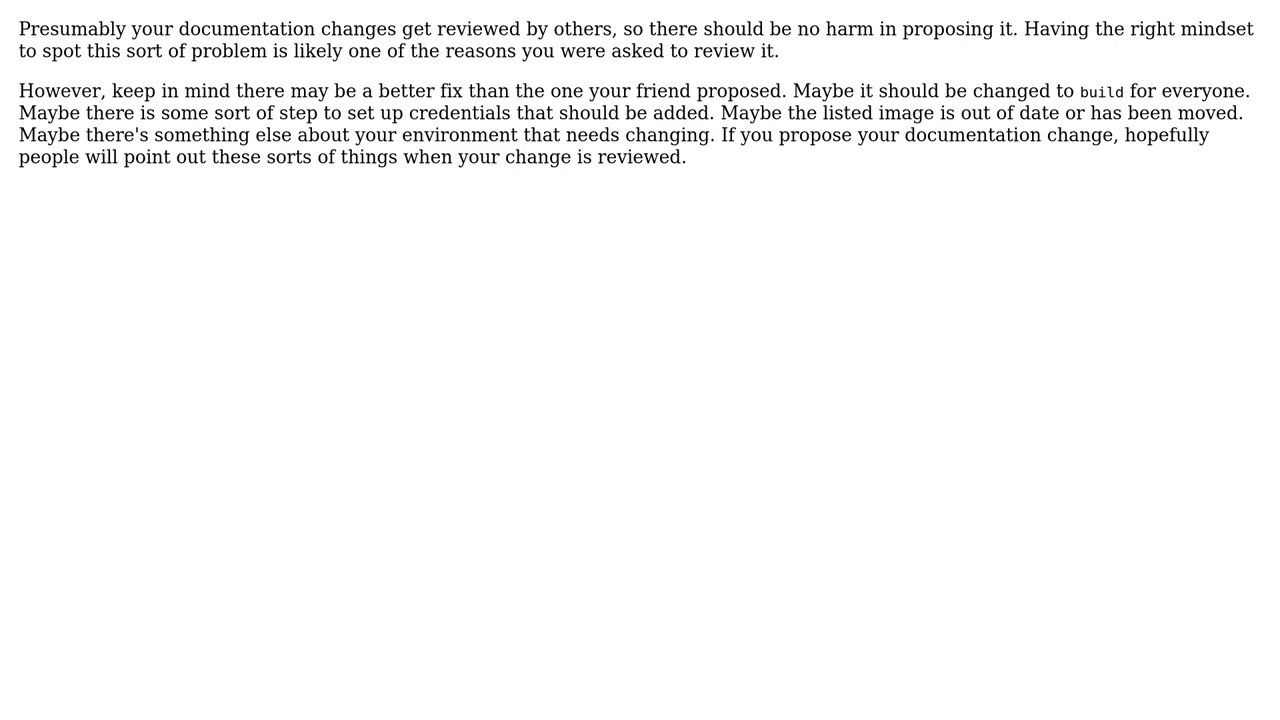 Presumably your documentation changes get reviewed by others, so there should be no harm in proposing it. Having the right mindset
to spot this sort of problem is likely one of the reasons you were asked to review it.
However, keep in mind there may be a better fix than the one your friend proposed. Maybe it should be changed to build for everyone.
Maybe there is some sort of step to set up credentials that should be added. Maybe the listed image is out of date or has been moved.
Maybe there's something else about your environment that needs changing. If you propose your documentation change, hopefully
people will point out these sorts of things when your change is reviewed.